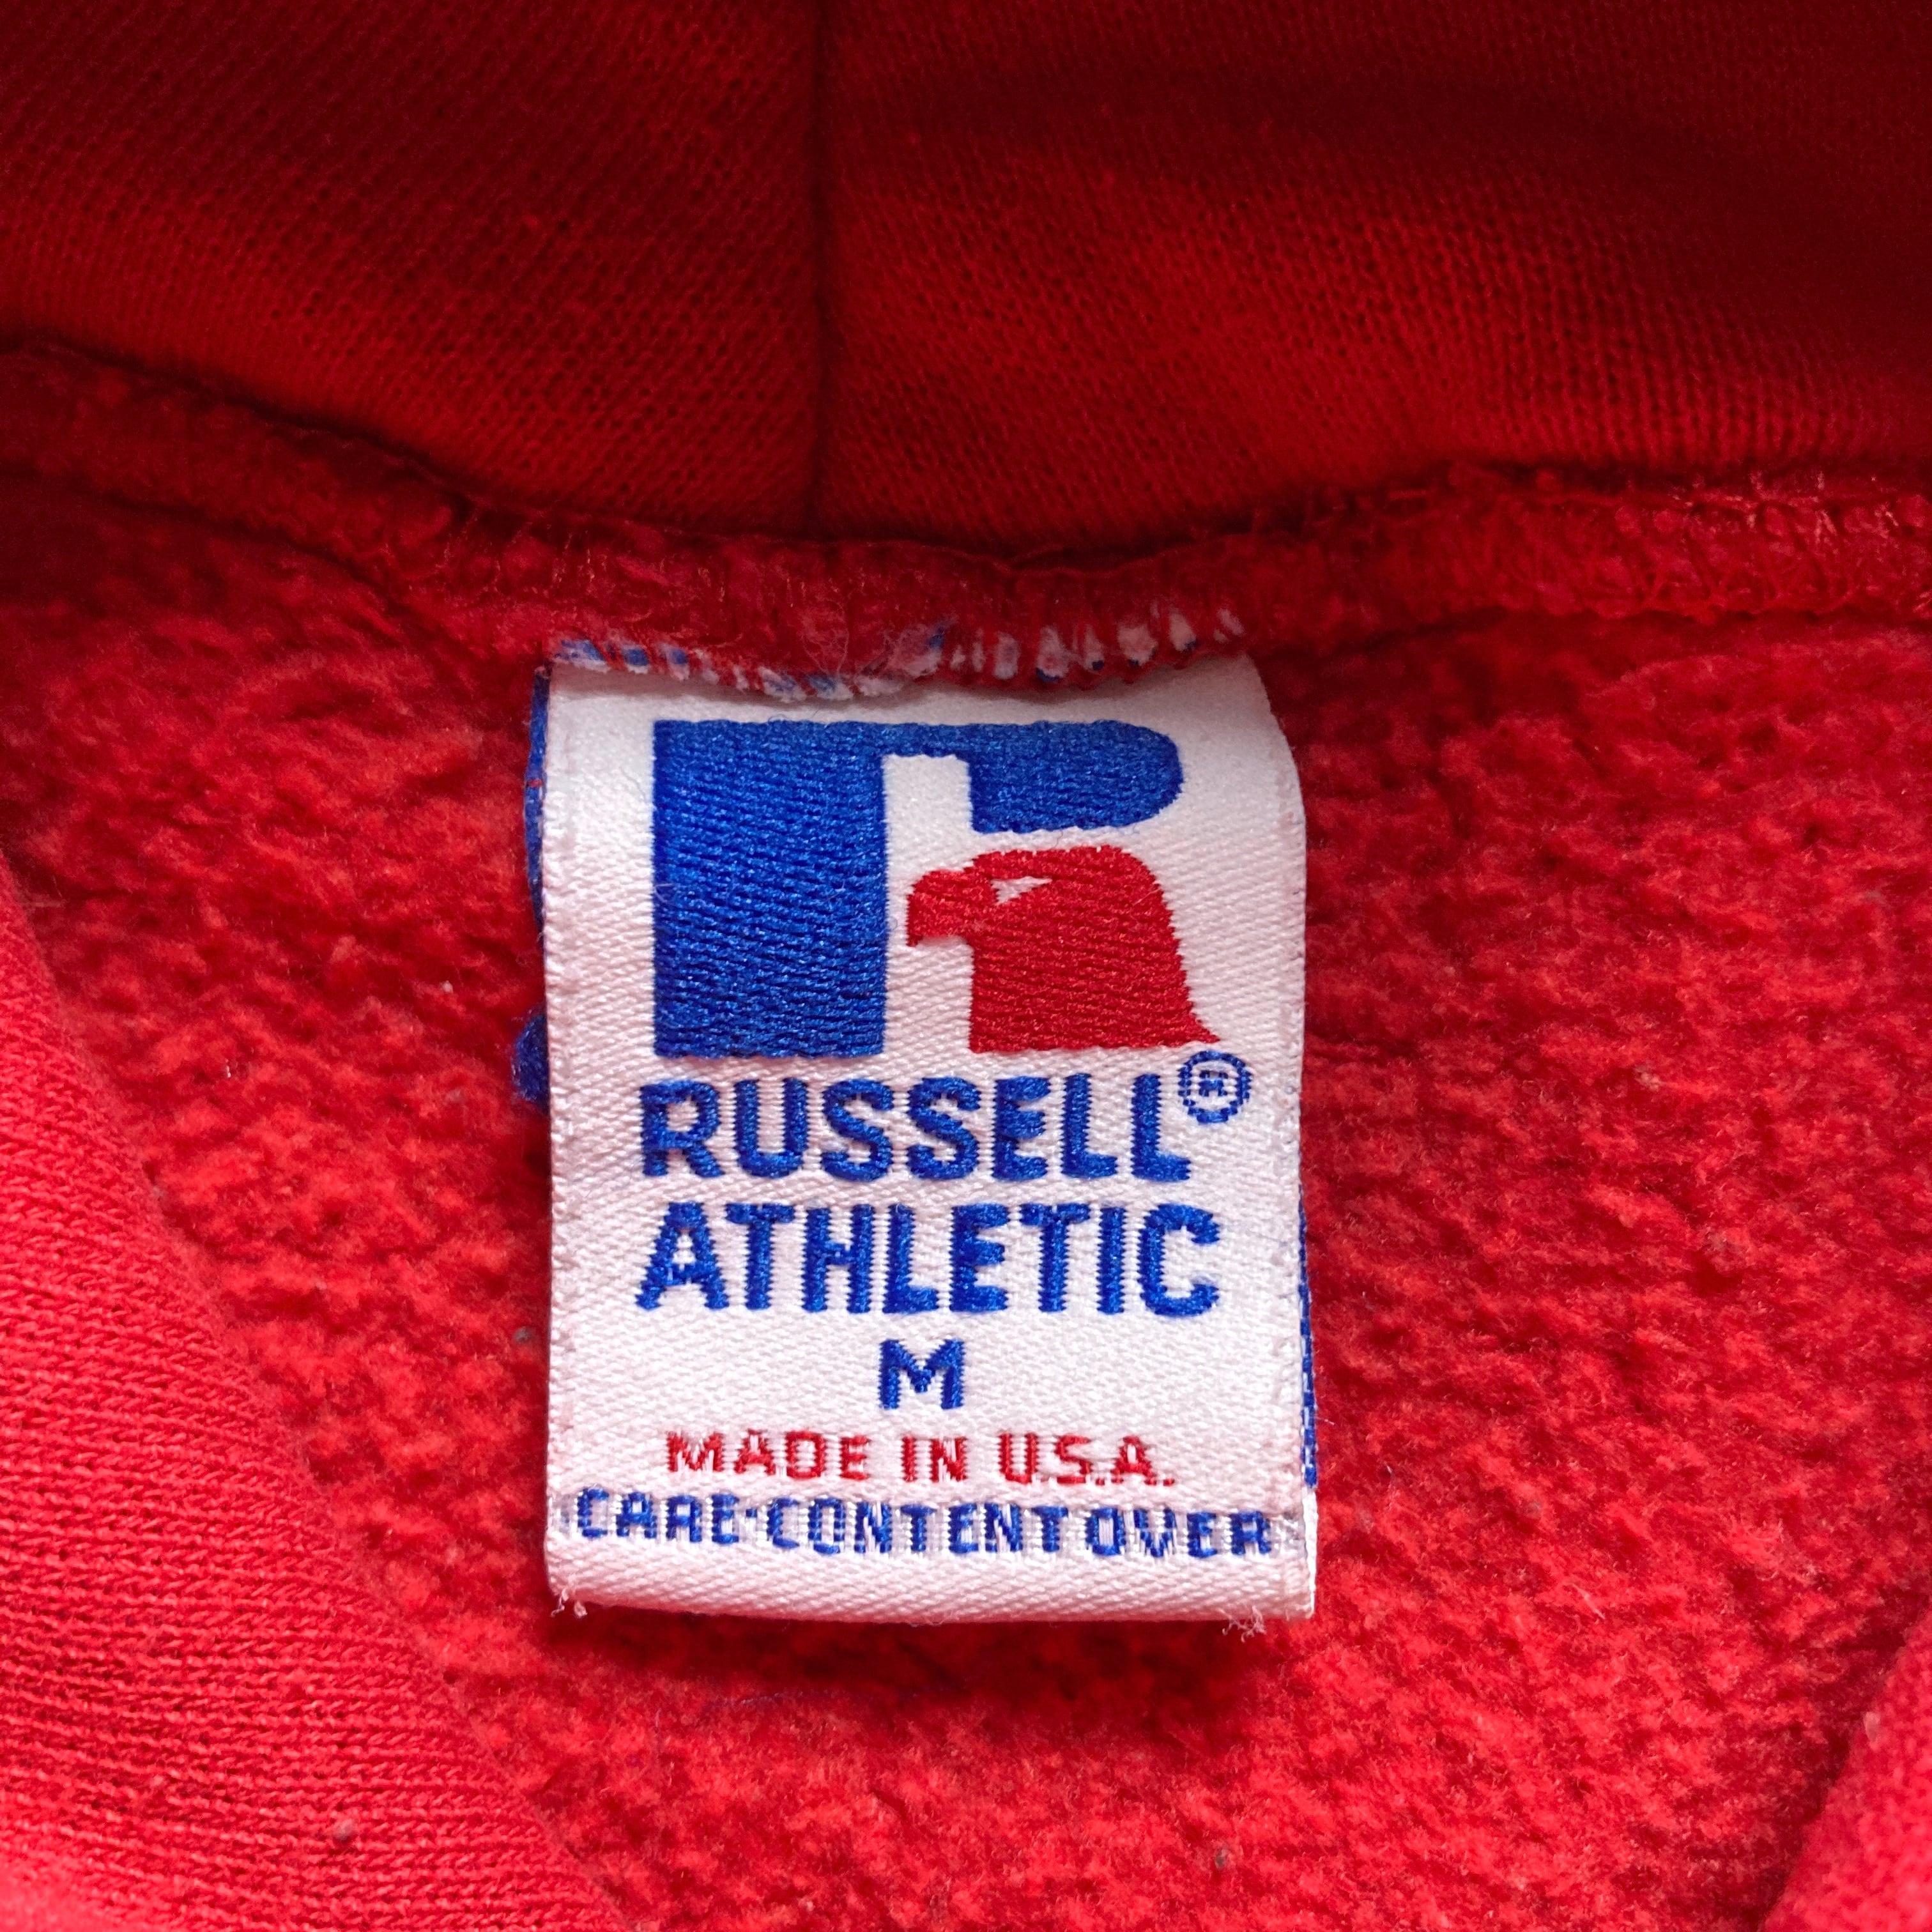 RUSSELL®
ATHLETIC
M
MADE IN U.S.A.
CARE·CONTENT OVER